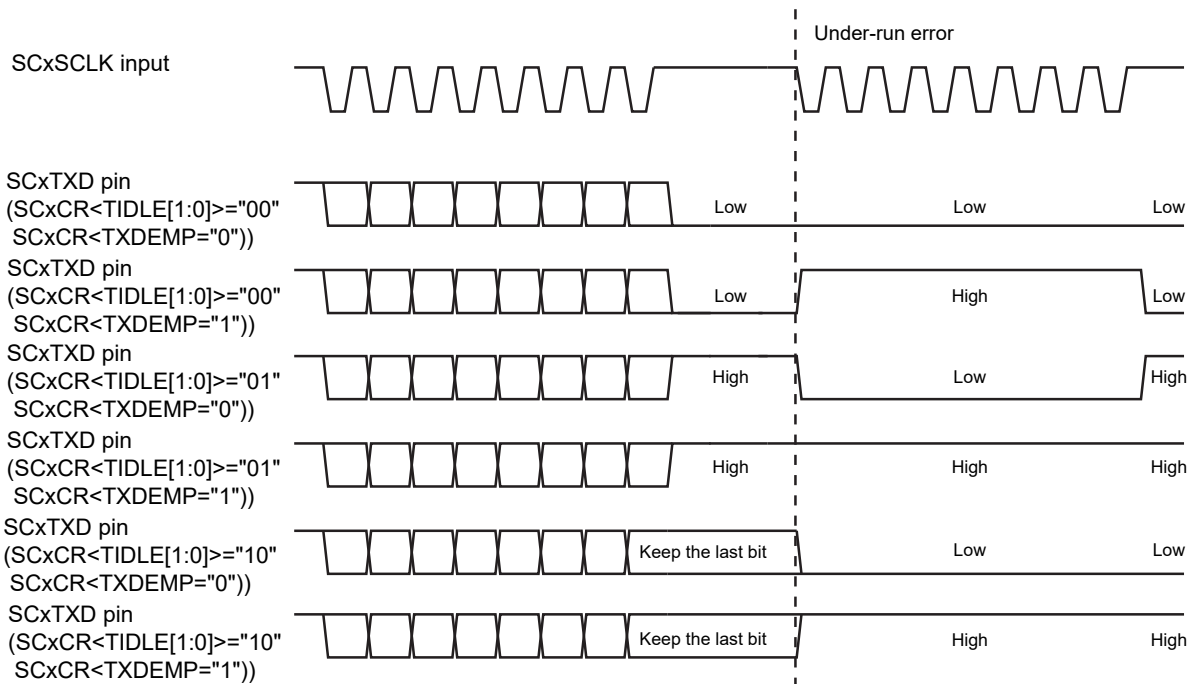 Under-run error
SCxSCLK input
SCxTXD pin
(SCxCR<TIDLE[1:0]>="00"
SCxCR<TXDEMP="0"))
Low Low Low
SCxTXD pin
(SCxCR<TIDLE[1:0]>="00"
SCxCR<TXDEMP="1"))
Low High Low
SCxTXD pin
(SCxCR<TIDLE[1:0]>="01"
SCxCR<TXDEMP="0"))
High Low High
SCxTXD pin
(SCxCR<TIDLE[1:0]>="01"
SCxCR<TXDEMP="1"))
High High High
SCxTXD pin
(SCxCR<TIDLE[1:0]>="10"
SCxCR<TXDEMP="0"))
Keep the last bit Low Low
SCxTXD pin
(SCxCR<TIDLE[1:0]>="10"
SCxCR<TXDEMP="1"))
Keep the last bit High High